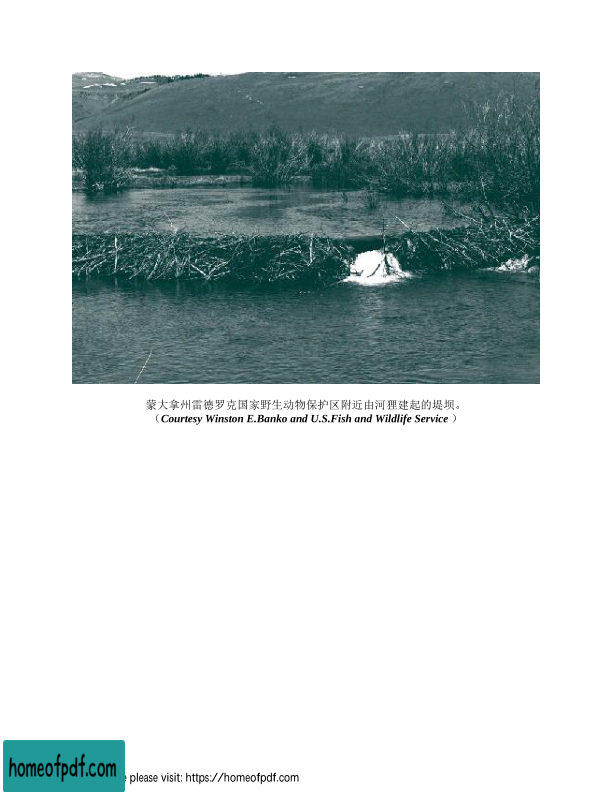 蒙大拿州雷德罗克国家野生动物保护区附近由河狸建起的堤坝。
（Courtesy Winston E.Banko and U.S.Fish and Wildlife Service ）
homeofpdf.com
please visit: https://homeofpdf.com